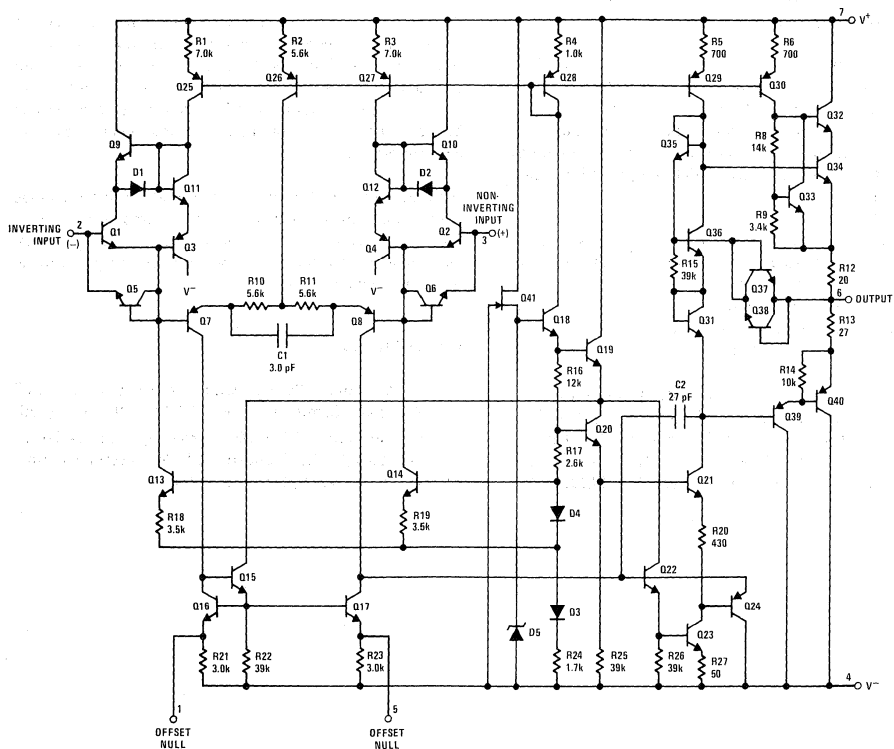 7
V+
R1
7.0k
R2
5.6k
R3
7.0k
R4
1.0k
R5
700
R6
700
Q25
Q26
Q27
Q28
Q29
Q30
Q9
Q10
Q32
Q35
R8
14k
D1
D2
Q34
Q11
Q12
NON-
INVERTING
INPUT
Q33
INVERTING
INPUT
2
(−)
Q1
Q3
Q4
Q2
3
(+)
R9
3.4k
Q36
V−
V−
R15
39k
R12
20
Q5
R10
5.6k
R11
5.6k
Q6
Q41
Q37
Q38
6
OUTPUT
Q7
Q8
Q18
Q31
R13
27
C1
3.0 pF
Q19
R16
12k
C2
27 pF
R14
10k
Q39
Q40
Q20
R17
2.6k
Q13
Q14
Q21
D4
R18
3.5k
R19
3.5k
R20
430
Q15
Q22
Q24
Q16
Q17
D3
Q23
D5
R21
3.0k
R22
39k
R23
3.0k
R24
1.7k
R25
39k
R26
39k
R27
50
4
V−
1
5
OFFSET
NULL
OFFSET
NULL